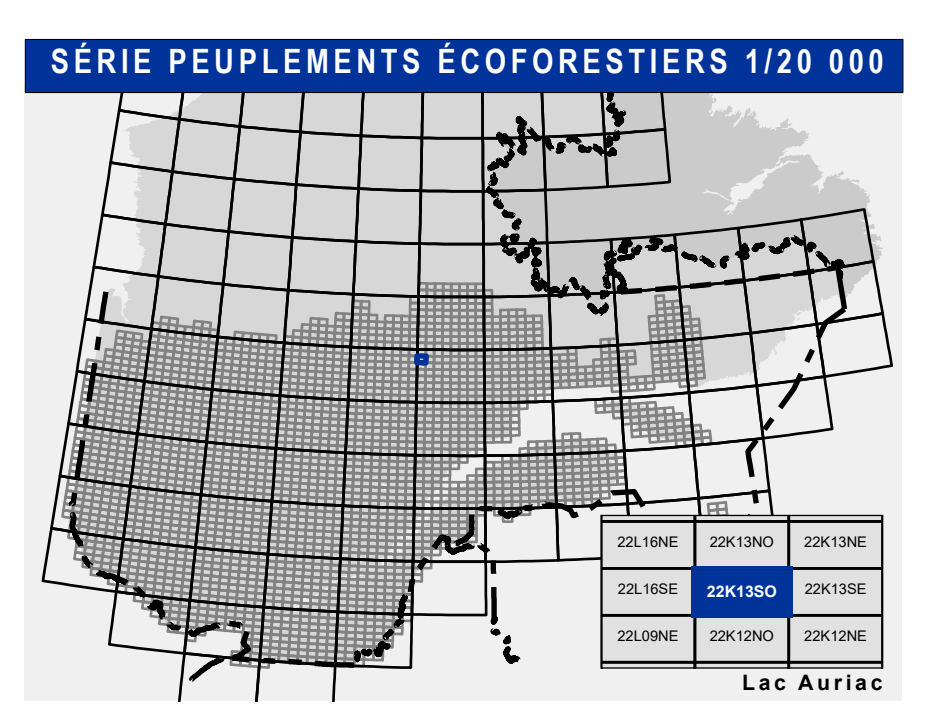 SÉRIE PEUPLEMENTS ÉCOFORESTIERS 1/20 000
22L16NE 22K13NO 22K13NE
22L16SE 22K13SO 22K13SE
22L09NE 22K12NO 22K12NE
Lac Auriac